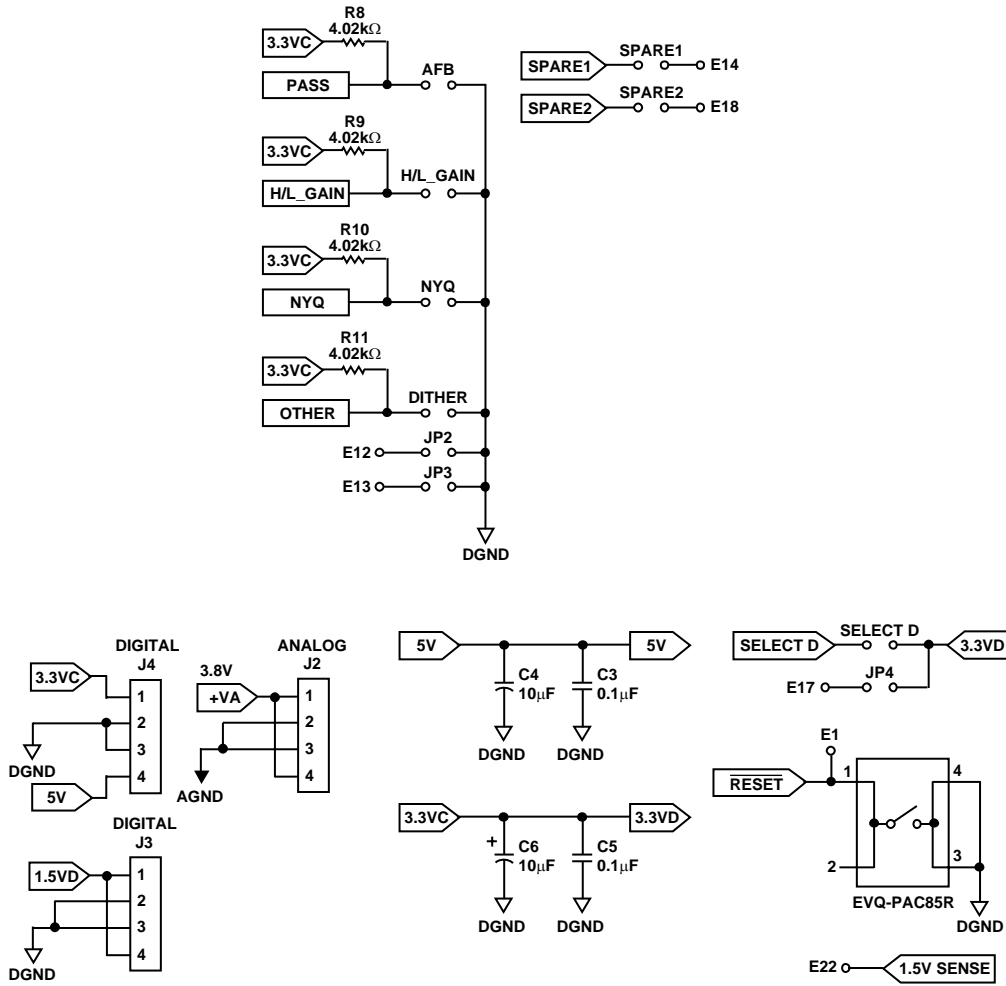 R8
4.02kΩ
3.3VC
PASS
AFB
SPARE1
SPARE1
E14
SPARE2
SPARE2
E18
R9
4.02kΩ
3.3VC
H/L_GAIN
H/L_GAIN
R10
4.02kΩ
3.3VC
NYQ
NYQ
R11
4.02kΩ
3.3VC
OTHER
DITHER
E12
JP2
E13
JP3
DGND
DIGITAL
J4
3.3VC
1
2
3
4
DGND
5V
ANALOG
J2
3.8V
+VA
1
2
3
4
AGND
DIGITAL
J3
1.5VD
1
2
3
4
DGND
5V
5V
C4
10μF
C3
0.1μF
DGND
DGND
3.3VC
3.3VD
+
C6
10μF
C5
0.1μF
DGND
DGND
SELECT D
SELECT D
3.3VD
E17
JP4
E1
RESET
1
4
2
3
EVQ-PAC85R
DGND
E22
1.5V SENSE